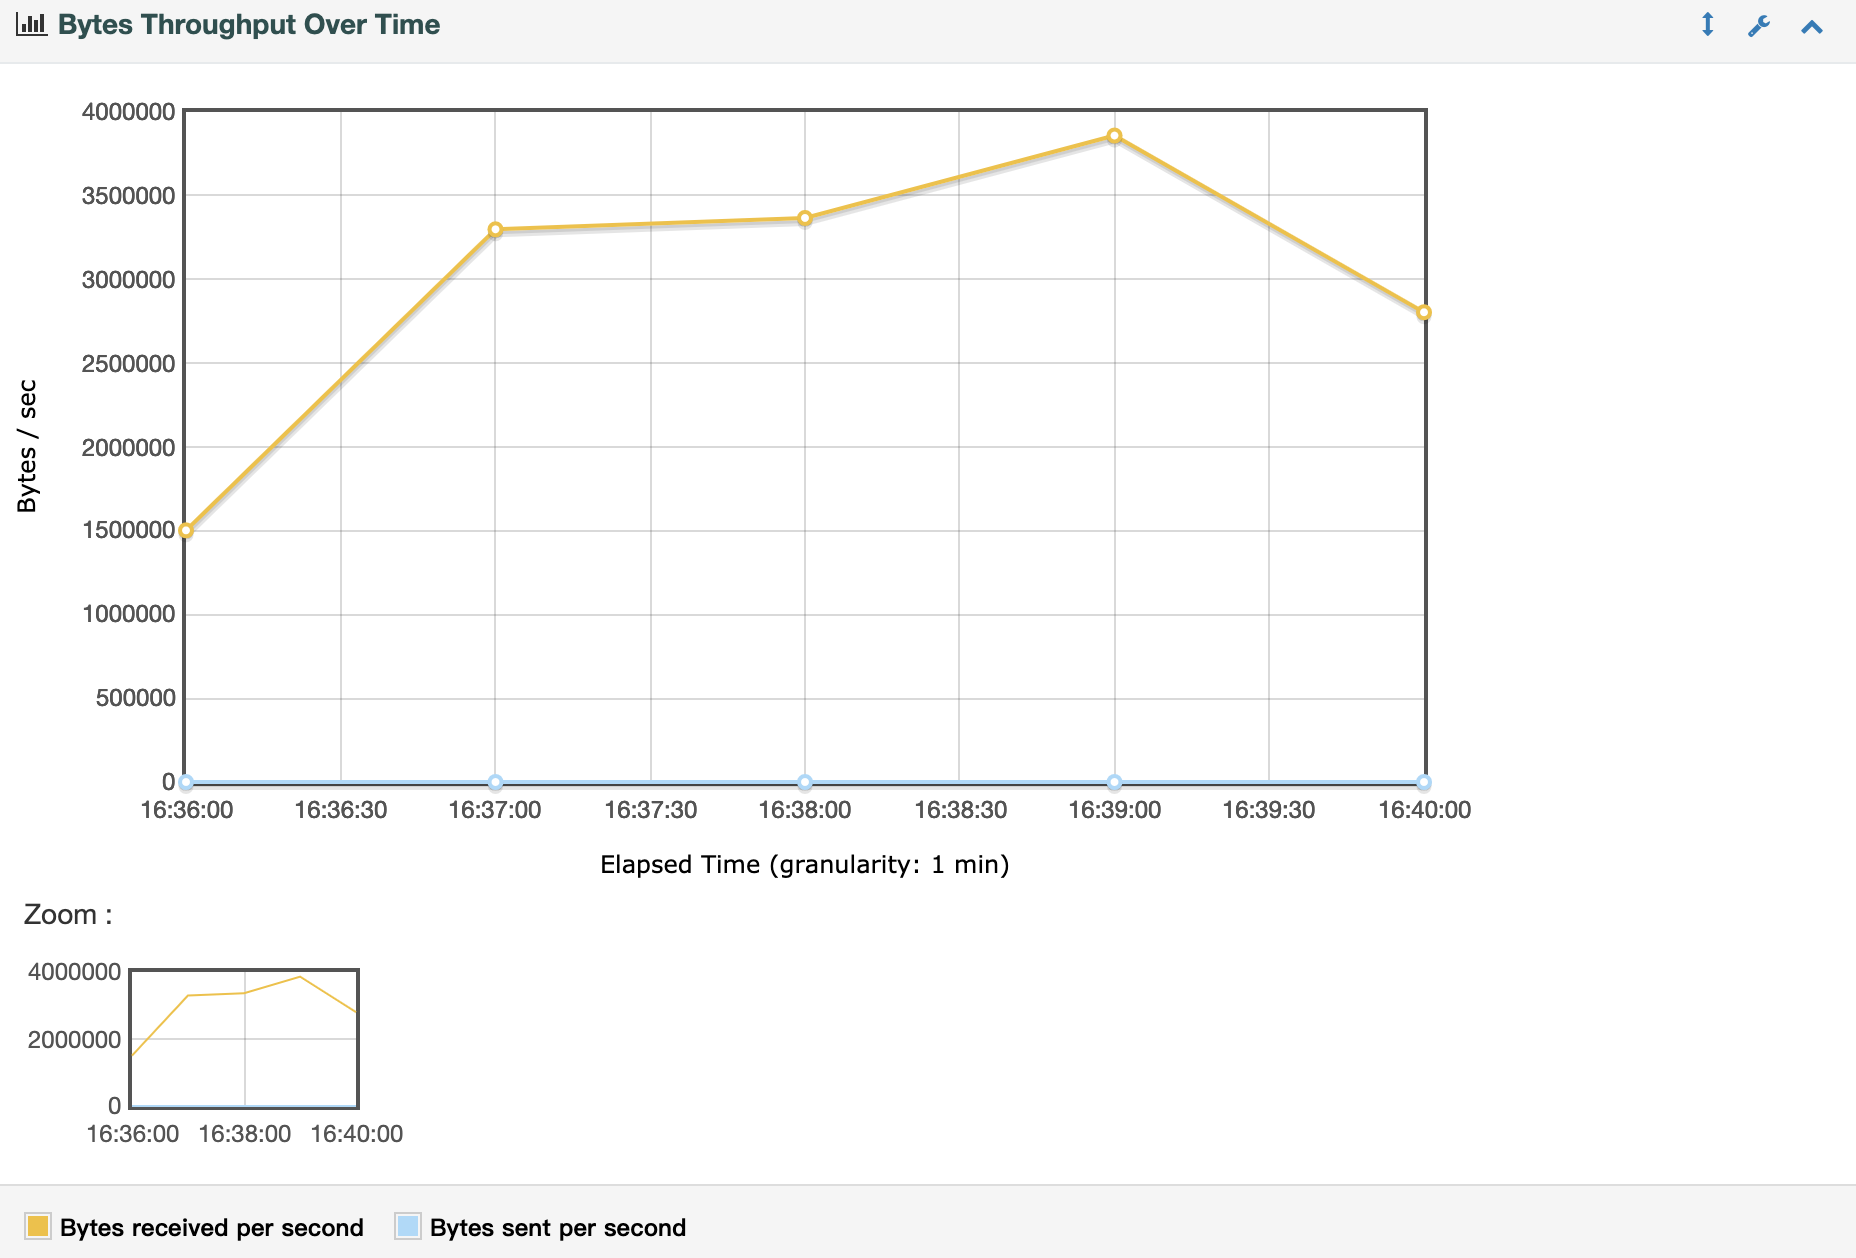 Bytes Throughput Over Time
4000000
3500000
3000000
2500000
2000000
1500000
1000000
500000
0
Bytes / sec
16:36:00 16:36:30 16:37:00 16:37:30 16:38:00 16:38:30 16:39:00 16:39:30 16:40:00
Elapsed Time (granularity: 1 min)
Zoom :
4000000
2000000
0
16:36:00 16:38:00 16:40:00
Bytes received per second Bytes sent per second